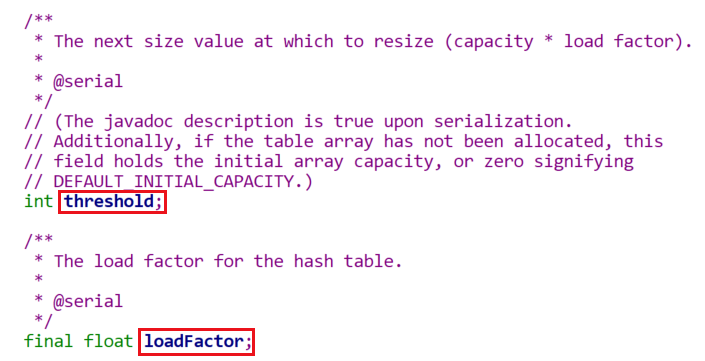 /**
 * The next size value at which to resize (capacity * load factor).
 *
 * @serial
 */
// (The javadoc description is true upon serialization.
// Additionally, if the table array has not been allocated, this
// field holds the initial array capacity, or zero signifying
// DEFAULT_INITIAL_CAPACITY.)
int threshold;
/**
 * The load factor for the hash table.
 *
 * @serial
 */
final float loadFactor;